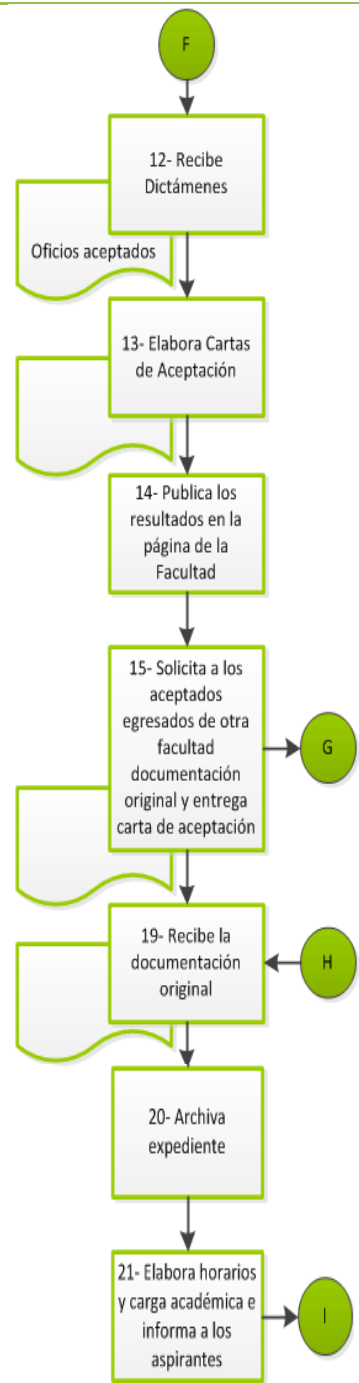 F
12- Recibe
Dictámenes
Oficios aceptados
13- Elabora Cartas
de Aceptación
14- Publica los
resultados en la
página de la
Facultad
15- Solicita a los
aceptados
egresados de otra
facultad
documentación
original y entrega
carta de aceptación
G
19- Recibe la
documentación
original
H
20- Archiva
expediente
21- Elabora horarios
y carga académica e
informa a los
aspirantes
I